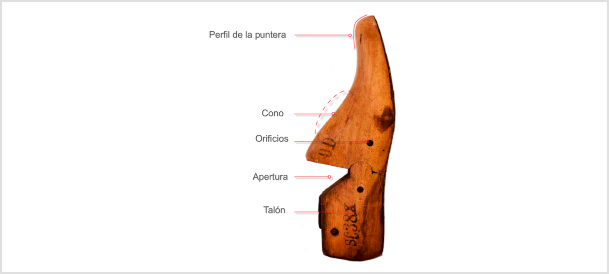 Perfil de la puntera
Cono
Orificios
Apertura
Talón